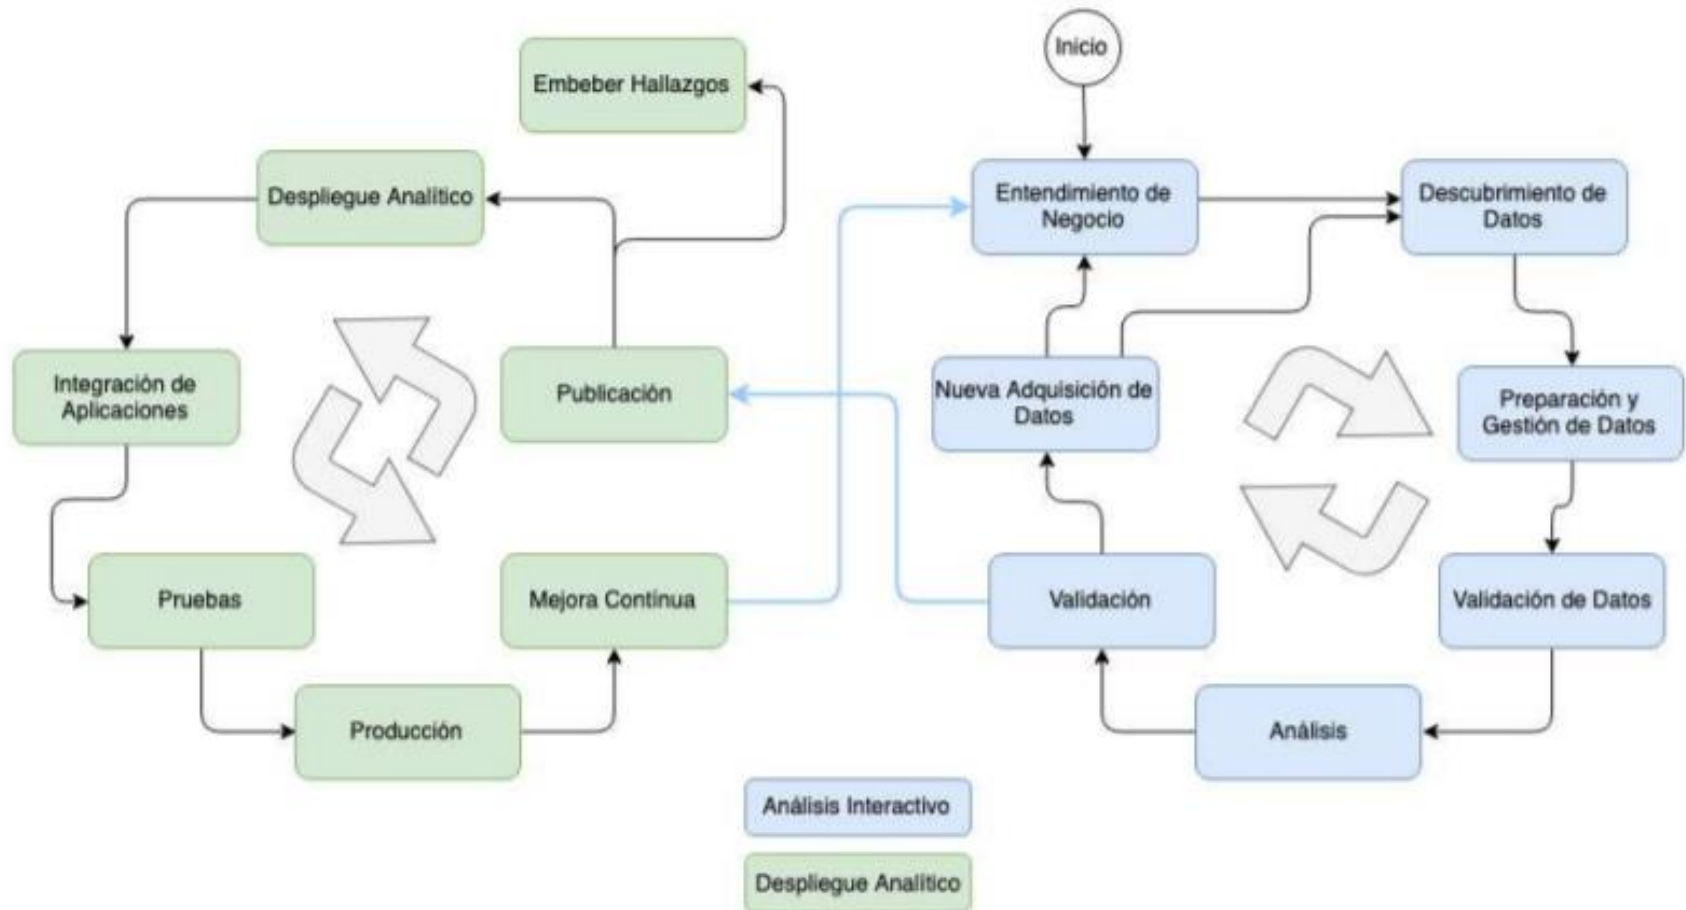 Inicio
Embeber Hallazgos
Despliegue Analítico
Entendimiento de
Negocio
Descubrimiento de
Datos
Integración de
Aplicaciones
Publicación
Nueva Adquisición de
Datos
Preparación y
Gestión de Datos
Pruebas
Mejora Contínua
Validación
Validación de Datos
Producción
Análisis
Análisis Interactivo
Despliegue Analítico